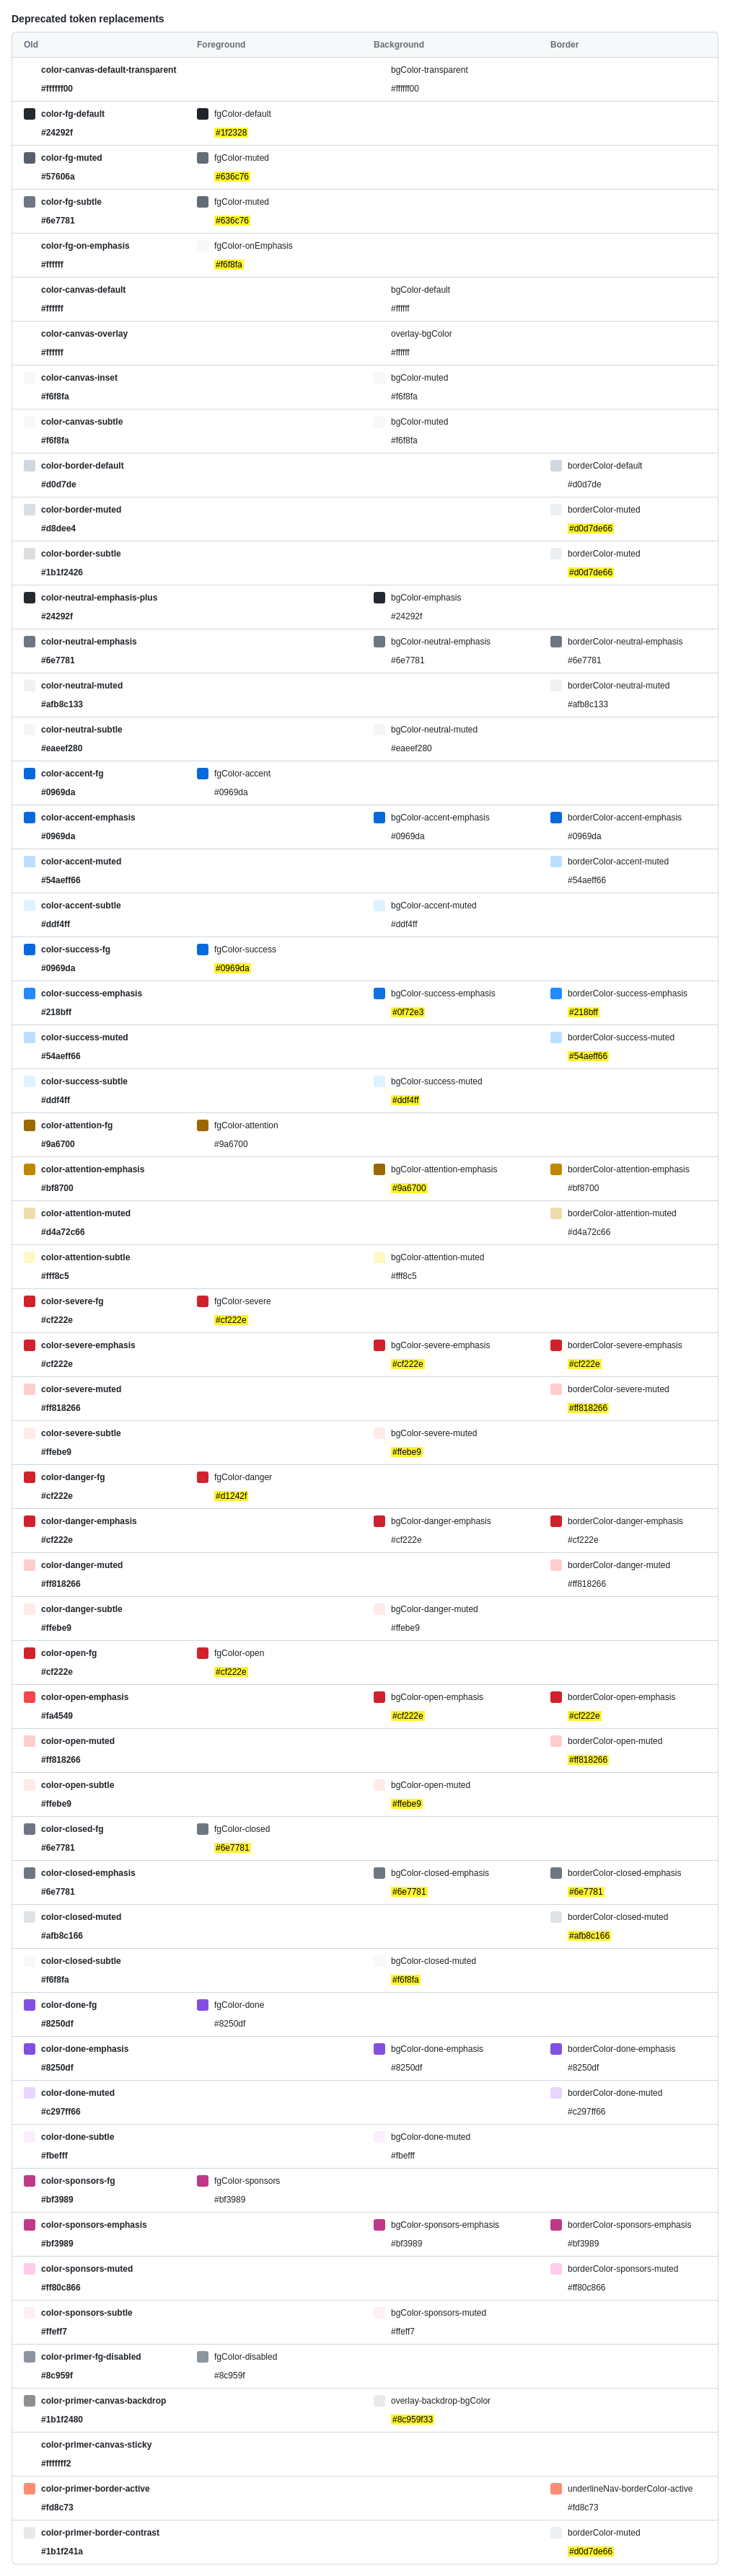 Deprecated token replacements
Old Foreground Background Border
color-canvas-default-transparent bgColor-transparent
#ffffff00 #ffffff00
color-fg-default fgColor-default
#24292f #1f2328
color-fg-muted fgColor-muted
#57606a #636c76
color-fg-subtle fgColor-muted
#6e7781 #636c76
color-fg-on-emphasis fgColor-onEmphasis
#ffffff #f6f8fa
color-canvas-default bgColor-default
#ffffff #ffffff
color-canvas-overlay overlay-bgColor
#ffffff #ffffff
color-canvas-inset bgColor-muted
#f6f8fa #f6f8fa
color-canvas-subtle bgColor-muted
#f6f8fa #f6f8fa
color-border-default borderColor-default
#d0d7de #d0d7de
color-border-muted borderColor-muted
#d8dee4 #d0d7de66
color-border-subtle borderColor-muted
#1b1f2426 #d0d7de66
color-neutral-emphasis-plus bgColor-emphasis
#24292f #24292f
color-neutral-emphasis bgColor-neutral-emphasis borderColor-neutral-emphasis
#6e7781 #6e7781 #6e7781
color-neutral-muted borderColor-neutral-muted
#afb8c133 #afb8c133
color-neutral-subtle bgColor-neutral-muted
#eaeef280 #eaeef280
color-accent-fg fgColor-accent
#0969da #0969da
color-accent-emphasis bgColor-accent-emphasis borderColor-accent-emphasis
#0969da #0969da #0969da
color-accent-muted borderColor-accent-muted
#54aeff66 #54aeff66
color-accent-subtle bgColor-accent-muted
#ddf4ff #ddf4ff
color-success-fg fgColor-success
#0969da #0969da
color-success-emphasis bgColor-success-emphasis borderColor-success-emphasis
#218bff #0f72e3 #218bff
color-success-muted borderColor-success-muted
#54aeff66 #54aeff66
color-success-subtle bgColor-success-muted
#ddf4ff #ddf4ff
color-attention-fg fgColor-attention
#9a6700 #9a6700
color-attention-emphasis bgColor-attention-emphasis borderColor-attention-emphasis
#bf8700 #9a6700 #bf8700
color-attention-muted borderColor-attention-muted
#d4a72c66 #d4a72c66
color-attention-subtle bgColor-attention-muted
#fff8c5 #fff8c5
color-severe-fg fgColor-severe
#cf222e #cf222e
color-severe-emphasis bgColor-severe-emphasis borderColor-severe-emphasis
#cf222e #cf222e #cf222e
color-severe-muted borderColor-severe-muted
#ff818266 #ff818266
color-severe-subtle bgColor-severe-muted
#ffebe9 #ffebe9
color-danger-fg fgColor-danger
#cf222e #d1242f
color-danger-emphasis bgColor-danger-emphasis borderColor-danger-emphasis
#cf222e #cf222e #cf222e
color-danger-muted borderColor-danger-muted
#ff818266 #ff818266
color-danger-subtle bgColor-danger-muted
#ffebe9 #ffebe9
color-open-fg fgColor-open
#cf222e #cf222e
color-open-emphasis bgColor-open-emphasis borderColor-open-emphasis
#fa4549 #cf222e #cf222e
color-open-muted borderColor-open-muted
#ff818266 #ff818266
color-open-subtle bgColor-open-muted
#ffebe9 #ffebe9
color-closed-fg fgColor-closed
#6e7781 #6e7781
color-closed-emphasis bgColor-closed-emphasis borderColor-closed-emphasis
#6e7781 #6e7781 #6e7781
color-closed-muted borderColor-closed-muted
#afb8c166 #afb8c166
color-closed-subtle bgColor-closed-muted
#f6f8fa #f6f8fa
color-done-fg fgColor-done
#8250df #8250df
color-done-emphasis bgColor-done-emphasis borderColor-done-emphasis
#8250df #8250df #8250df
color-done-muted borderColor-done-muted
#c297ff66 #c297ff66
color-done-subtle bgColor-done-muted
#fbefff #fbefff
color-sponsors-fg fgColor-sponsors
#bf3989 #bf3989
color-sponsors-emphasis bgColor-sponsors-emphasis borderColor-sponsors-emphasis
#bf3989 #bf3989 #bf3989
color-sponsors-muted borderColor-sponsors-muted
#ff80c866 #ff80c866
color-sponsors-subtle bgColor-sponsors-muted
#ffeff7 #ffeff7
color-primer-fg-disabled fgColor-disabled
#8c959f #8c959f
color-primer-canvas-backdrop overlay-backdrop-bgColor
#1b1f2480 #8c959f33
color-primer-canvas-sticky
#fffffff2
color-primer-border-active underlineNav-borderColor-active
#fd8c73 #fd8c73
color-primer-border-contrast borderColor-muted
#1b1f241a #d0d7de66